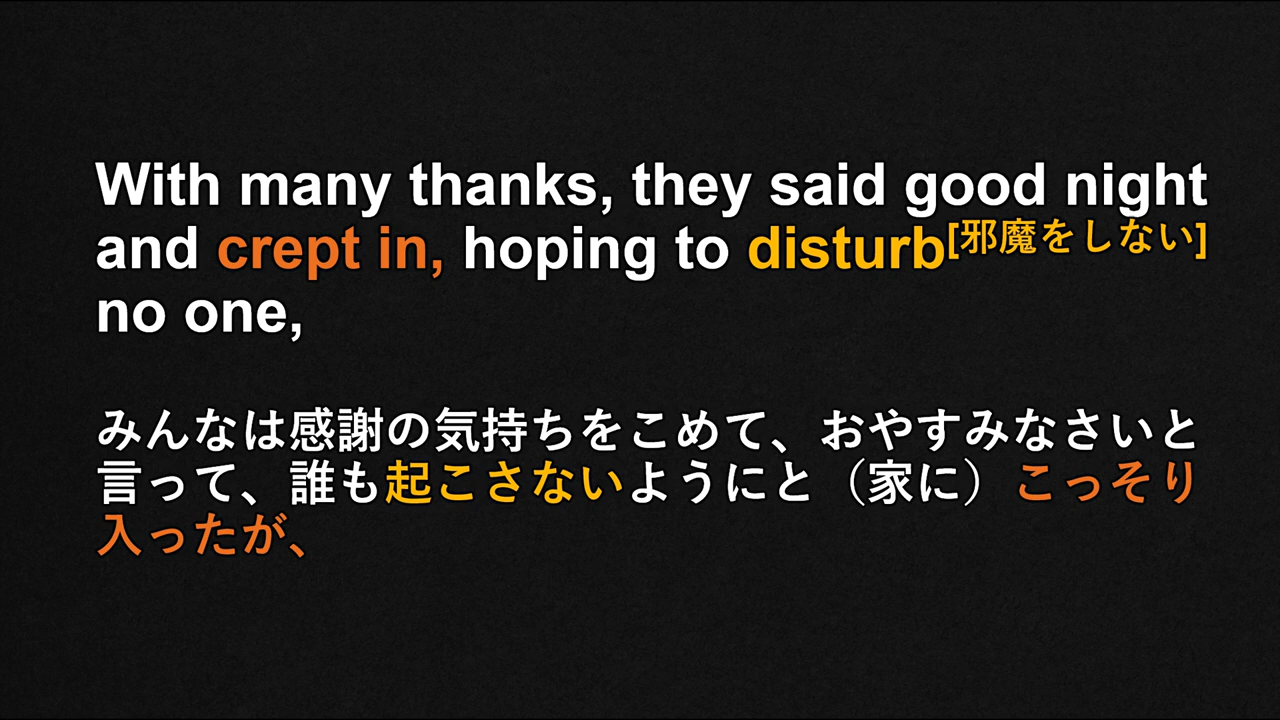 With many thanks, they said good night
and crept in, hoping to disturb[邪魔をしない]
no one,
みんなは感謝の気持ちをこめて、おやすみなさいと
言って、誰も起こさないようにと（家に）こっそり
入ったが、